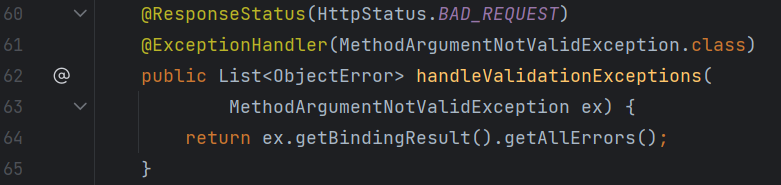 60 @ResponseStatus(HttpStatus.BAD_REQUEST)
61 @ExceptionHandler(MethodArgumentNotValidException.class)
62 @ public List<ObjectError> handleValidationExceptions(
63 MethodArgumentNotValidException ex) {
64 return ex.getBindingResult().getAllErrors();
65 }